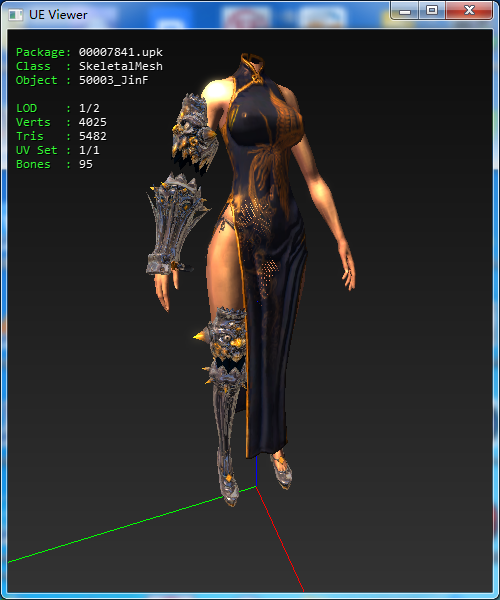 UE Viewer
Package: 00007841.upk
Class : SkeletalMesh
Object : 50003_JinF
LOD : 1/2
Verts : 4025
Tris : 5482
UV Set : 1/1
Bones : 95